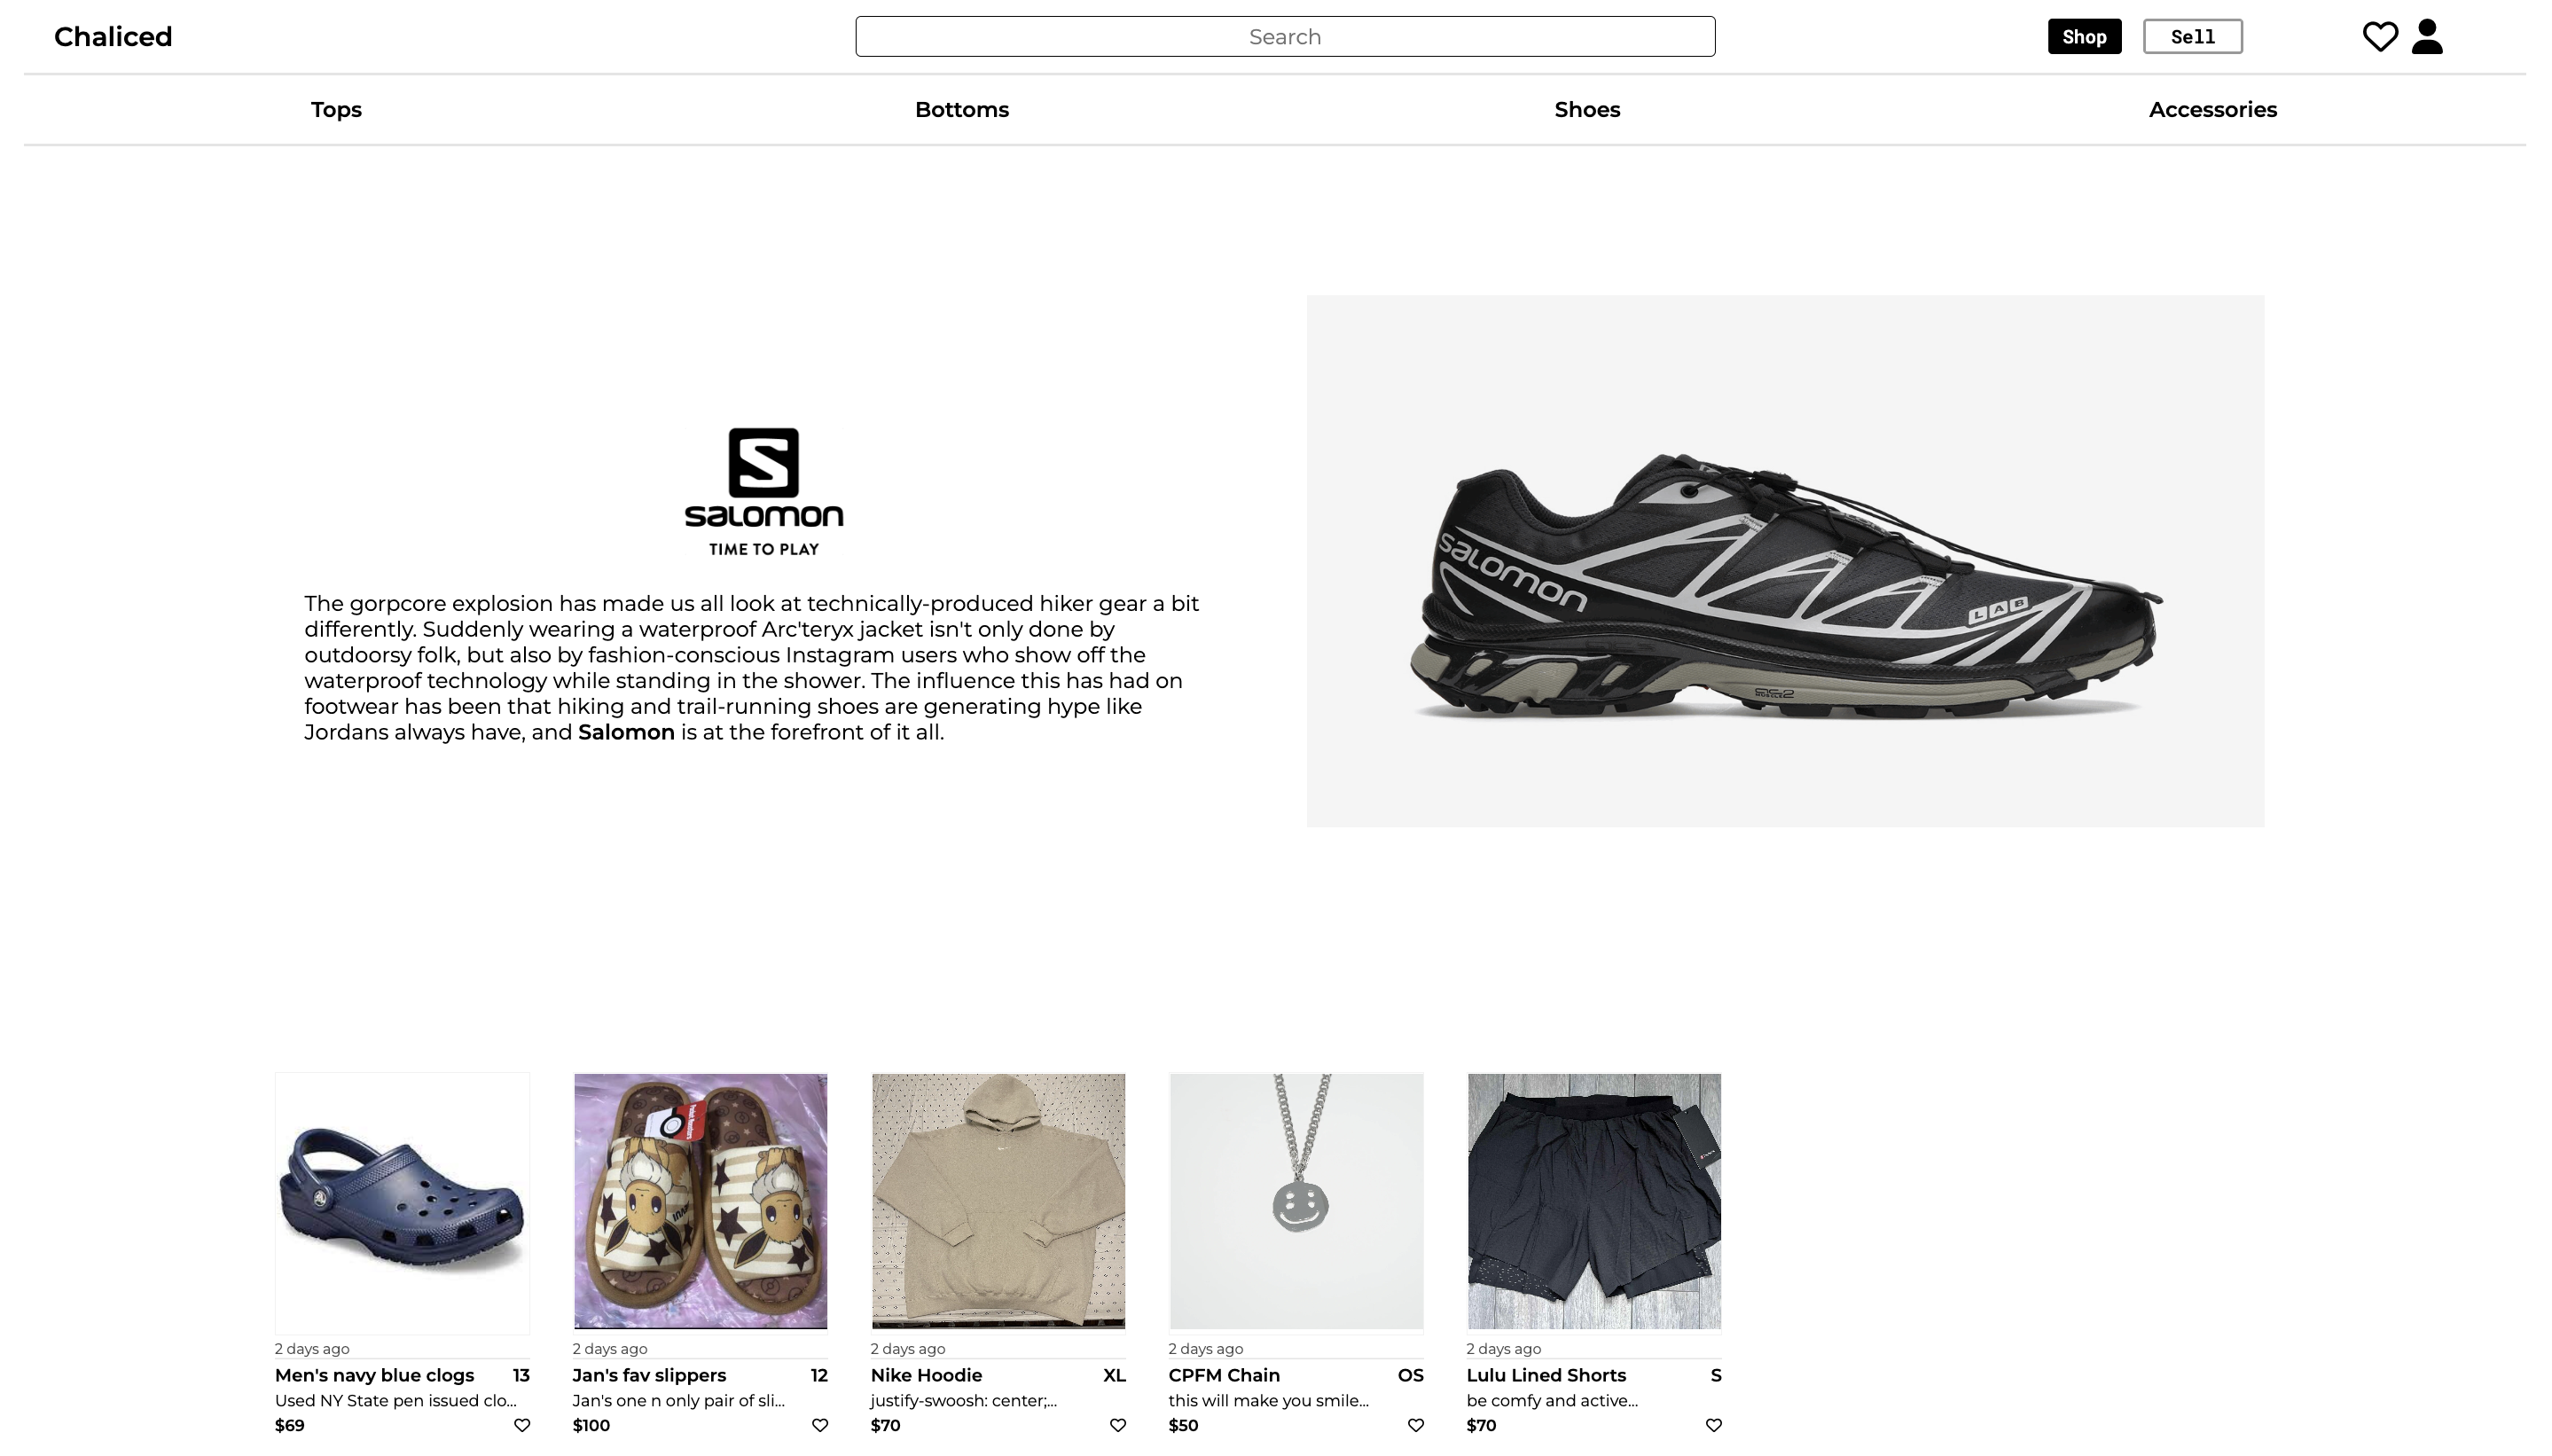 Chaliced
Search
Shop
Sell
Tops
Bottoms
Shoes
Accessories
S
salomon
TIME TO PLAY
The gorpcore explosion has made us all look at technically-produced hiker gear a bit
differently. Suddenly wearing a waterproof Arc'teryx jacket isn't only done by
outdoorsy folk, but also by fashion-conscious Instagram users who show off the
waterproof technology while standing in the shower. The influence this has had on
footwear has been that hiking and trail-running shoes are generating hype like
Jordans always have, and Salomon is at the forefront of it all.
salomon
LAB
2 days ago
Men's navy blue clogs 13
Used NY State pen issued clo...
$69
2 days ago
Jan's fav slippers 12
Jan's one n only pair of sli...
$100
2 days ago
Nike Hoodie XL
justify-swoosh: center;...
$70
2 days ago
CPFM Chain OS
this will make you smile...
$50
2 days ago
Lulu Lined Shorts S
be comfy and active...
$70